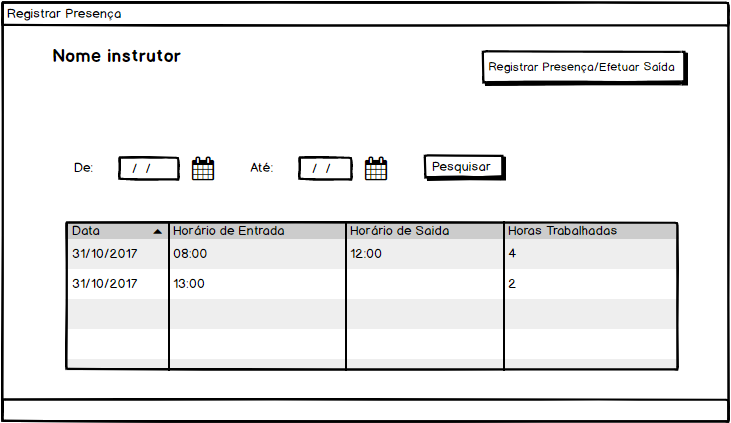 Registrar Presença
Nome instrutor
Registrar Presença/Efetuar Saída
De: / / Até: / / Pesquisar
Data Horário de Entrada Horário de Saida Horas Trabalhadas
31/10/2017 08:00 12:00 4
31/10/2017 13:00 2